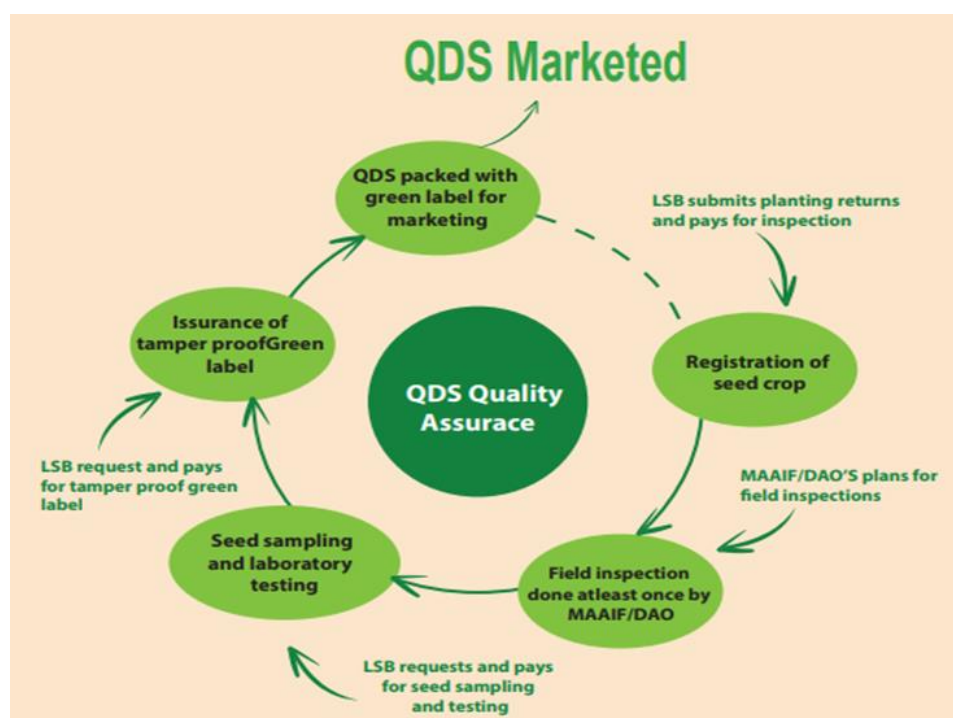 QDS Marketed
QDS packed with
green label for
marketing
LSB submits planting returns
and pays for inspection
Issurance of
tamper proofGreen
label
Registration of
seed crop
QDS Quality
Assurace
LSB request and pays
for tamper proof green
label
MAAIF/DAO'S plans for
field inspections
Seed sampling
and laboratory
testing
Field inspection
done atleast once by
MAAIF/DAO
LSB requests and pays
for seed sampling
and testing